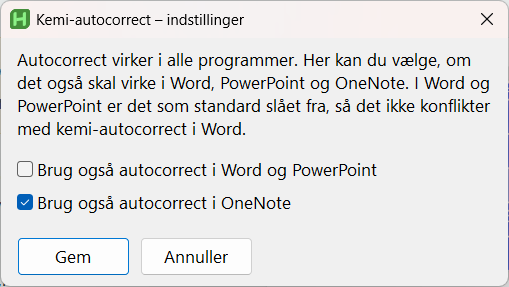 Kemi-autocorrect – indstillinger
Autocorrect virker i alle programmer. Her kan du vælge, om
det også skal virke i Word, PowerPoint og OneNote. I Word og
PowerPoint er det som standard slået fra, så det ikke konflikter
med kemi-autocorrect i Word.
Brug også autocorrect i Word og PowerPoint
Brug også autocorrect i OneNote
Gem
Annuller